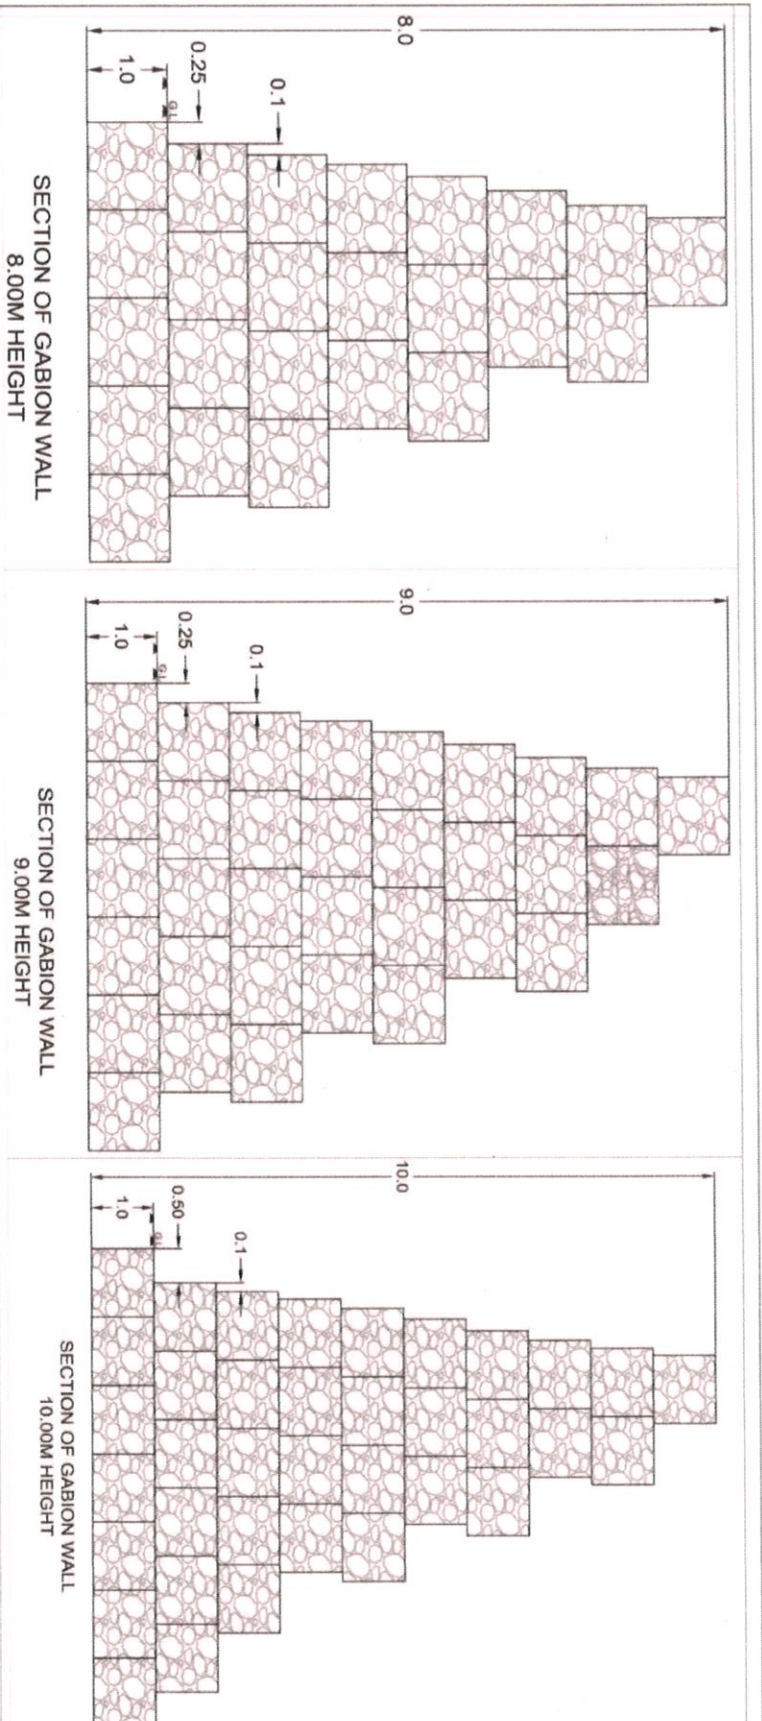 8.0
1.0
G.L
0.25
0.1
SECTION OF GABION WALL
8.00M HEIGHT
9.0
1.0
G.L
0.25
0.1
SECTION OF GABION WALL
9.00M HEIGHT
10.0
1.0
G.L
0.50
0.1
SECTION OF GABION WALL
10.00M HEIGHT